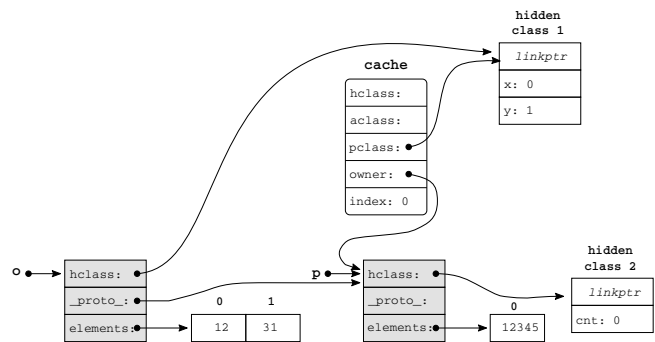 hidden
class 1
linkptr
x: 0
y: 1
cache
hclass:
aclass:
pclass:
owner:
index: 0
o
hclass:
_proto_:
elements:
0 1
12 31
p
hclass:
_proto_:
elements:
0
12345
hidden
class 2
linkptr
cnt: 0